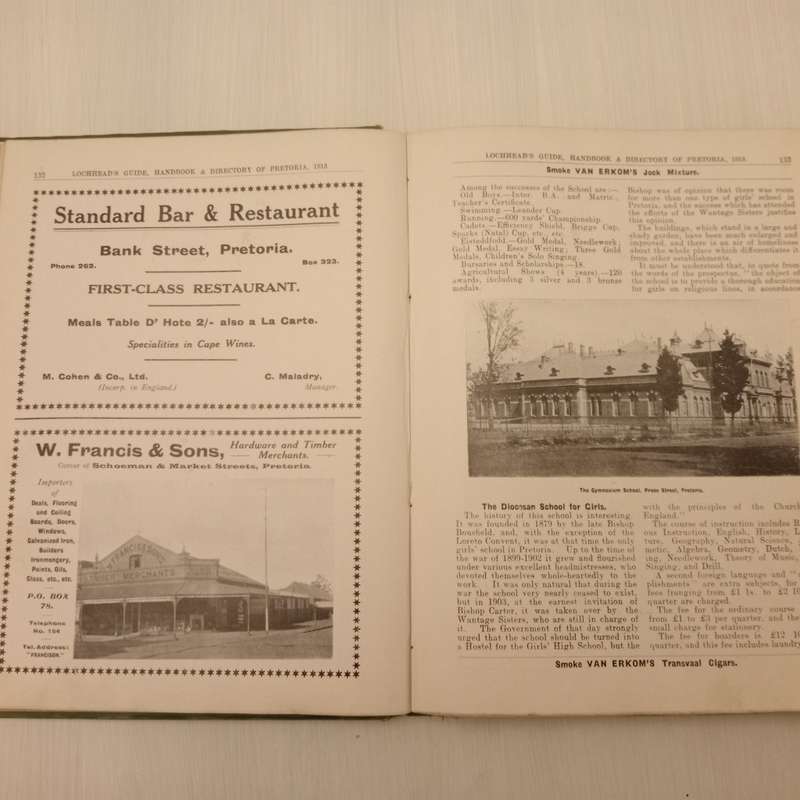 132 LOCHHEAD'S GUIDE, HANDBOOK & DIRECTORY OF PRETORIA, 1913
Standard Bar & Restaurant
Bank Street, Pretoria.
Phone 262. Box 323.
FIRST-CLASS RESTAURANT.
Meals Table D' Hote 2/- also a La Carte.
Specialities in Cape Wines.
M. Cohen & Co., Ltd. C. Maladry,
(Incorp. in England.) Manager.
W. Francis & Sons, Hardware and Timber
Merchants.
Corner of Schoeman & Market Streets, Pretoria
Importers
of
Deals, Flooring
and Ceiling
Boards, Doors,
Windows,
Galvanized Iron,
Builders
Ironmongery,
Paints, Oils,
Glass, etc., etc.
P.O. BOX
78.
Telephone
No. 154
Tel. Address:
"FRANCISON."
W FRANCIS & SONS
MERCHANTS
LOCHHEAD'S GUIDE, HANDBOOK & DIRECTORY OF PRETORIA, 1913 133
Smoke VAN ERKOM'S Jock Mixture.
Among the successes of the School are:—
Old Boys.—Inter. B.A. and Matric.,
Teacher's Certificate.
Swimming.—Leander Cup.
Running.—600 yards' Championship.
Cadets—Efficiency Shield, Briggs Cup,
Sparks (Natal) Cup, etc., etc.
Eisteddfod.—Gold Medal, Needlework;
Gold Medal, Essay Writing; Three Gold
Medals, Children's Solo Singing.
Bursaries and Scholarships.—18.
Agricultural Shows (4 years).—120
awards, including 5 silver and 3 bronze
medals.
Bishop was of opinion that there was room
for more than one type of girls' school in
Pretoria, and the success which has attended
the efforts of the Wantage Sisters justifies
this opinion.
The buildings, which stand in a large and
shady garden, have been much enlarged and
improved, and there is an air of homeliness
about the whole place which differentiates it
from other establishments.
It must be understood that, to quote from
the words of the prospectus, "the object of
the school is to provide a thorough education
for girls on religious lines, in accordance
The Gymnasium School, Proes Street, Pretoria.
The Diocesan School for Girls.
The history of this school is interesting.
It was founded in 1879 by the late Bishop
Bousfield, and, with the exception of the
Loreto Convent, it was at that time the only
girls' school in Pretoria. Up to the time of
the war of 1899-1902 it grew and flourished
under various excellent headmistresses, who
devoted themselves whole-heartedly to the
work. It was only natural that during the
war the school very nearly ceased to exist,
but in 1903, at the earnest invitation of
Bishop Carter, it was taken over by the
Wantage Sisters, who are still in charge of
it. The Government of that day strongly
urged that the school should be turned into
a Hostel for the Girls' High School, but the
with the principles of the Church
England."
The course of instruction includes
ous Instruction, English, History,
ture, Geography, Natural Science,
metic, Algebra, Geometry, Dutch,
ing, Needlework, Theory of Music,
Singing, and Drill.
A second foreign language and "
plishments" are extra subjects, for
fees ranging from £1 1s. to £2
quarter are charged.
The fee for the ordinary course
from £1 to £3 per quarter, and the
small charge for stationery.
The fee for boarders is £12
quarter, and this fee includes laundry
Smoke VAN ERKOM'S Transvaal Cigars.